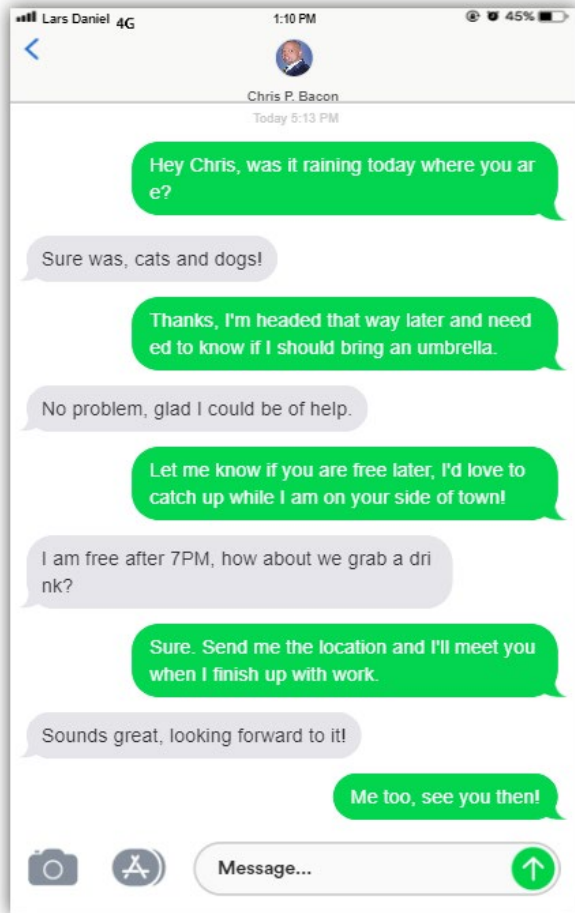 Lars Daniel 4G 1:10 PM 45%
Chris P. Bacon
Today 5:13 PM
Hey Chris, was it raining today where you ar
e?
Sure was, cats and dogs!
Thanks, I'm headed that way later and need
ed to know if I should bring an umbrella.
No problem, glad I could be of help.
Let me know if you are free later, I'd love to
catch up while I am on your side of town!
I am free after 7PM, how about we grab a dri
nk?
Sure. Send me the location and I'll meet you
when I finish up with work.
Sounds great, looking forward to it!
Me too, see you then!
Message...